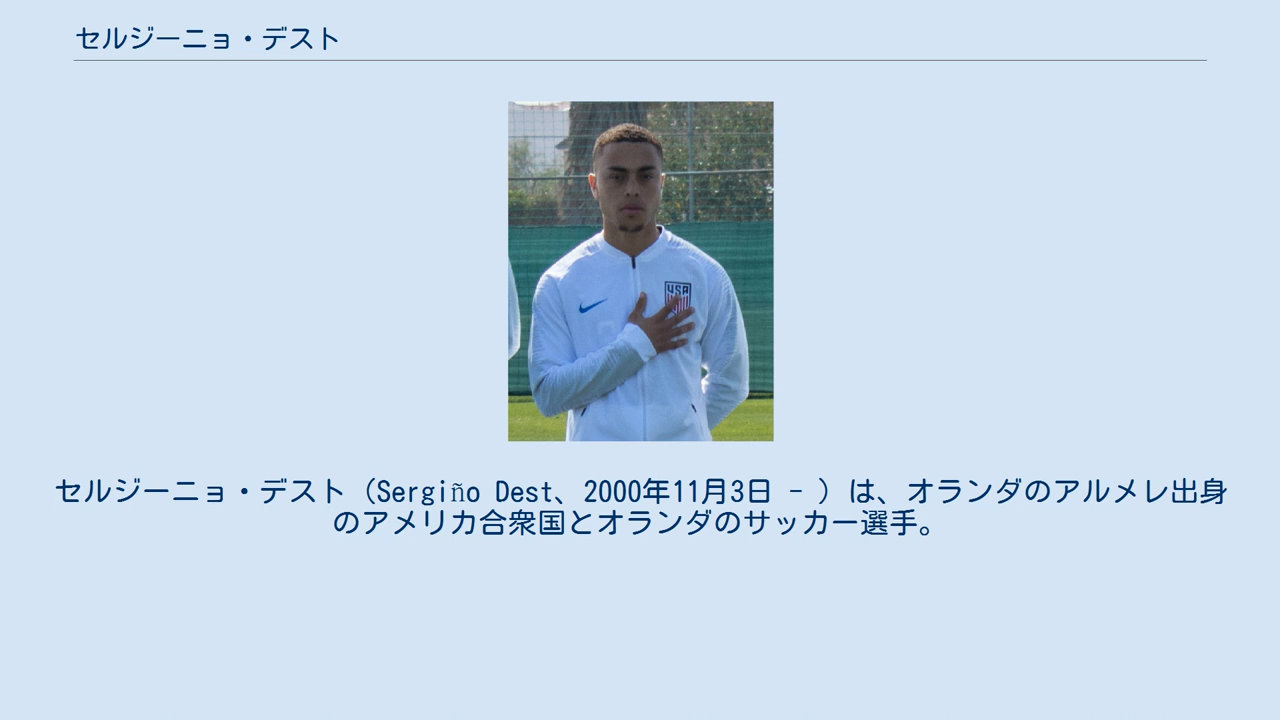 セルジーニョ・デスト
USA
セルジーニョ・デスト（Sergiño Dest、2000年11月3日 - ）は、オランダのアルメレ出身
のアメリカ合衆国とオランダのサッカー選手。